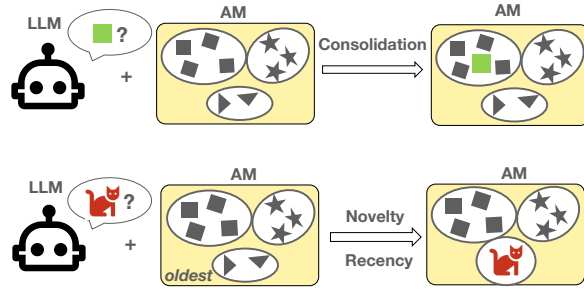 LLM
?
+
AM
Consolidation
AM
LLM
?
+
AM
oldest
Novelty
Recency
AM